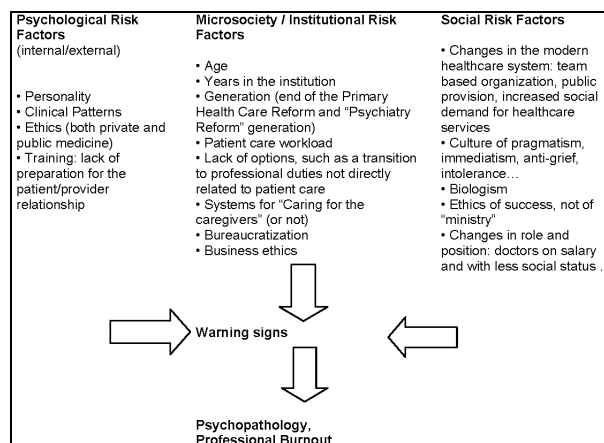 Psychological Risk
Factors
(internal/external)
• Personality
• Clinical Patterns
• Ethics (both private and
public medicine)
• Training: lack of
preparation for the
patient/provider
relationship
Microsociety / Institutional Risk
Factors
• Age
• Years in the institution
• Generation (end of the Primary
Health Care Reform and “Psychiatry
Reform” generation)
• Patient care workload
• Lack of options, such as a transition
to professional duties not directly
related to patient care
• Systems for “Caring for the
caregivers” (or not)
• Bureaucratization
• Business ethics
Social Risk Factors
• Changes in the modern
healthcare system: team
based organization, public
provision, increased social
demand for healthcare
services
• Culture of pragmatism,
immediatism, anti-grief,
intolerance…
• Biologism
• Ethics of success, not of
“ministry”
• Changes in role and
position: doctors on salary
and with less social status .
Warning signs
Psychopathology,
Professional Burnout